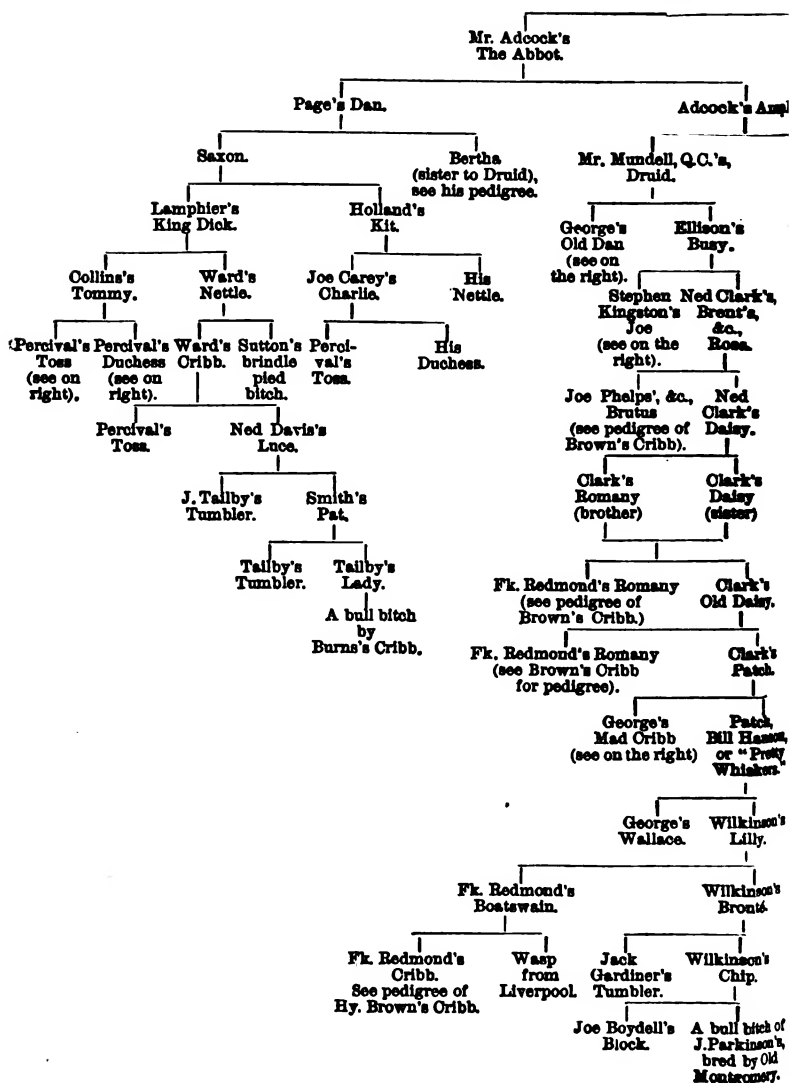 Mr. Adcock's
The Abbot.
Page's Dan.
Adcock's
Saxon.
Bertha
(sister to Druid),
see his pedigree.
Mr. Mundell, Q.C.'s,
Druid.
Lamphier's
King Dick.
Holland's
Kit.
George's
Old Dan
(see on
the right).
Ellison's
Busy.
Collins's
Tommy.
Ward's
Nettle.
Joe Carey's
Charlie.
His
Nettle.
Stephen
Kingston's
Joe
(see on the
right).
Ned Clark's,
Brent's,
&c.,
Rosa.
Percival's
Toss
(see on
right).
Percival's
Duchess
(see on
right).
Ward's
Cribb.
Sutton's
brindle
pied
bitch.
Perci-
val's
Toss.
His
Duchess.
Joe Phelps', &c.,
Brutus
(see pedigree of
Brown's Cribb).
Ned
Clark's
Daisy.
Percival's
Toss.
Ned Davis's
Luce.
J. Tailby's
Tumbler.
Smith's
Pat.
Clark's
Romany
(brother)
Clark's
Daisy
(sister)
Tailby's
Tumbler.
Tailby's
Lady.
A bull bitch
by
Burns's Cribb.
Fk. Redmond's Romany
(see pedigree of
Brown's Cribb.)
Clark's
Old Daisy.
Fk. Redmond's Romany
(see Brown's Cribb
for pedigree).
Clark's
Patch.
George's
Mad Cribb
(see on the right)
Patch,
Bill Hanson,
or "Pretty
Whiskers."
George's
Wallace.
Wilkinson's
Lilly.
Fk. Redmond's
Boatswain.
Wilkinson's
Bronté.
Fk. Redmond's
Cribb.
See pedigree of
Hy. Brown's Cribb.
Wasp
from
Liverpool.
Jack
Gardiner's
Tumbler.
Wilkinson's
Chip.
Joe Boydell's
Block.
A bull bitch of
J. Parkinson's,
bred by Old
Montgomery.